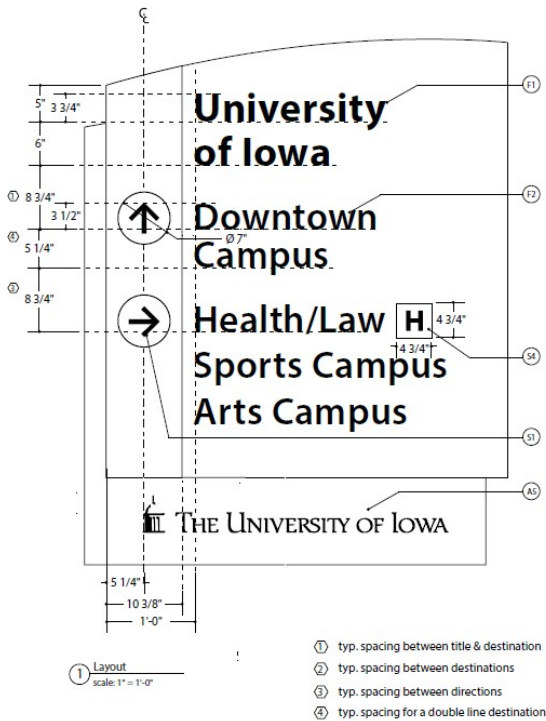 ℄
5"
3 3/4"
F1
University
6"
of Iowa
1
8 3/4"
F2
3 1/2"
Downtown
4
5 1/4"
Ø 7"
Campus
3
8 3/4"
Health/Law
H
4 3/4"
4 3/4"
S4
Sports Campus
Arts Campus
S1
A5
THE UNIVERSITY OF IOWA
5 1/4"
10 3/8"
1'-0"
1 Layout
scale: 1" = 1'-0"
1 typ. spacing between title & destination
2 typ. spacing between destinations
3 typ. spacing between directions
4 typ. spacing for a double line destination